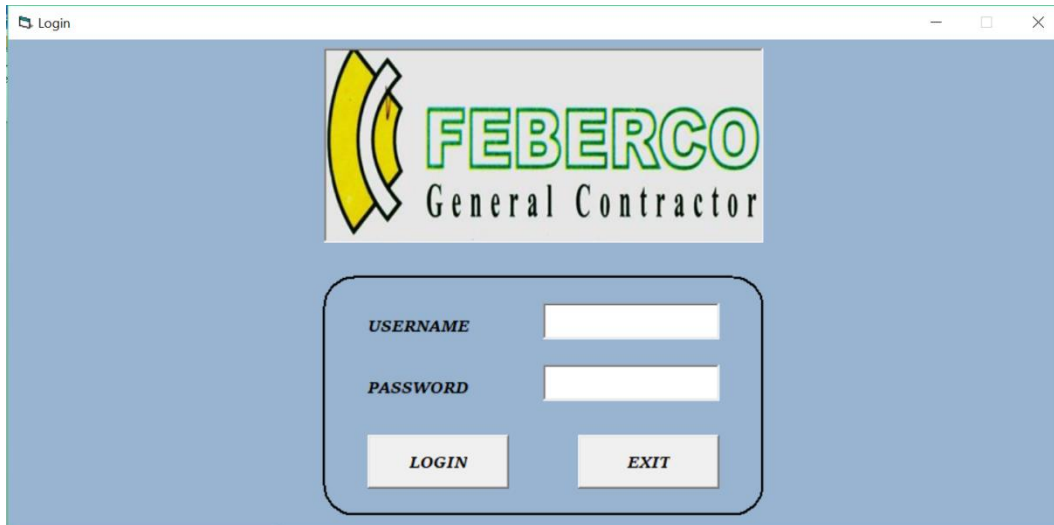 Login
FEBERCO
General Contractor
USERNAME
PASSWORD
LOGIN
EXIT